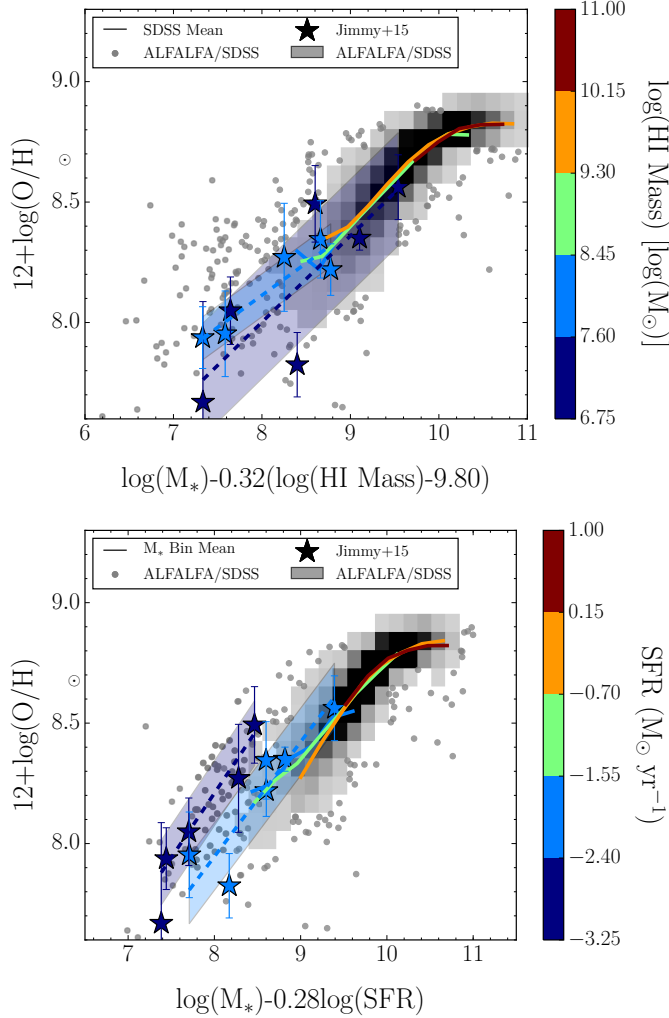 SDSS Mean
Jimmy+15
ALFALFA/SDSS
ALFALFA/SDSS
12+log(O/H)
⊙
9.0
8.5
8.0
6 7 8 9 10 11
log(M*)-0.32(log(HI Mass)-9.80)
11.00
10.15
9.30
8.45
7.60
6.75
log(HI Mass) [log(M⊙)]
M* Bin Mean
Jimmy+15
ALFALFA/SDSS
ALFALFA/SDSS
12+log(O/H)
⊙
9.0
8.5
8.0
7 8 9 10 11
log(M*)-0.28log(SFR)
1.00
0.15
−0.70
−1.55
−2.40
−3.25
SFR (M⊙ yr−1)